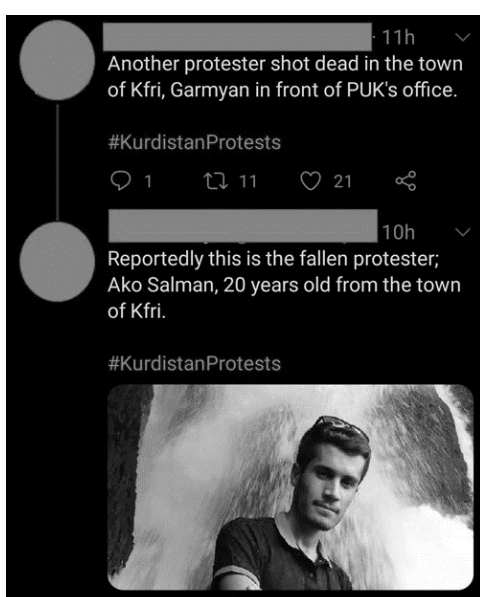 11h
Another protester shot dead in the town
of Kfri, Garmyan in front of PUK's office.
#KurdistanProtests
1 11 21
10h
Reportedly this is the fallen protester;
Ako Salman, 20 years old from the town
of Kfri.
#KurdistanProtests